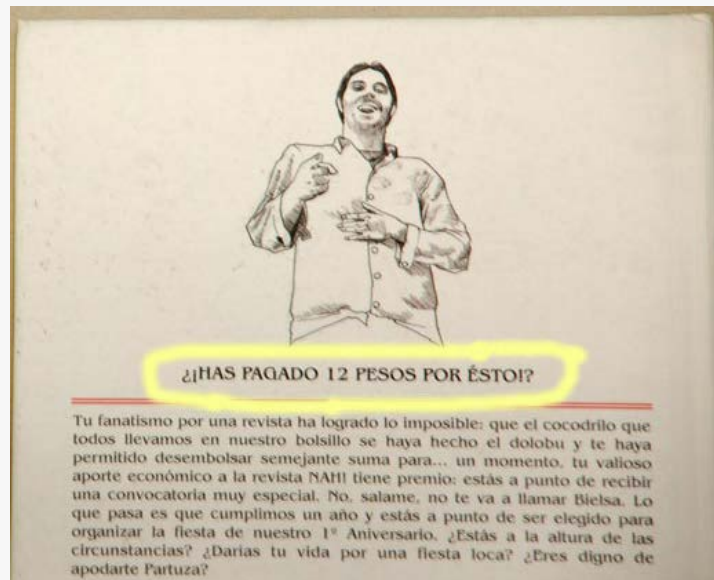 ¿¡HAS PAGADO 12 PESOS POR ÉSTO!?
Tu fanatismo por una revista ha logrado lo imposible: que el cocodrilo que
todos llevamos en nuestro bolsillo se haya hecho el dolobu y te haya
permitido desembolsar semejante suma para... un momento, tu valioso
aporte económico a la revista NAH! tiene premio: estás a punto de recibir
una convocatoria muy especial. No, salame, no te va a llamar Bielsa. Lo
que pasa es que cumplimos un año y estás a punto de ser elegido para
organizar la fiesta de nuestro 1º Aniversario. ¿Estás a la altura de las
circunstancias? ¿Darías tu vida por una fiesta loca? ¿Eres digno de
apodarte Partuza?